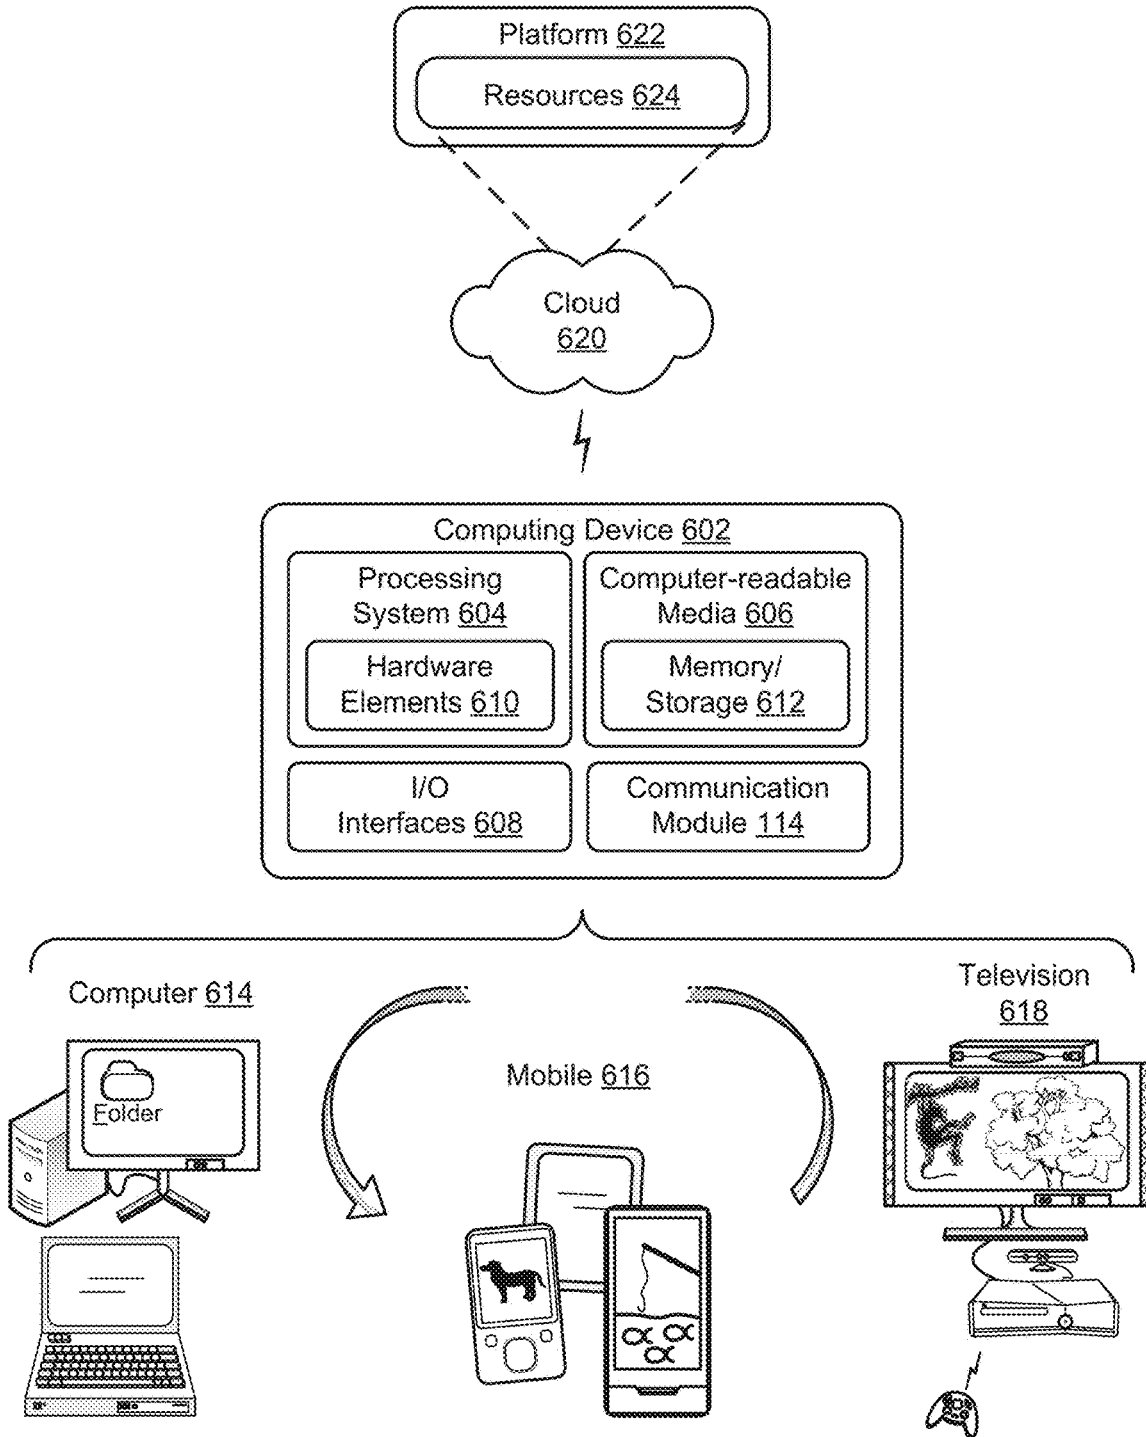 Platform 622
Resources 624
Cloud
620
Computing Device 602
Processing
System 604
Hardware
Elements 610
Computer-readable
Media 606
Memory/
Storage 612
I/O
Interfaces 608
Communication
Module 114
Computer 614
Folder
Mobile 616
Television
618